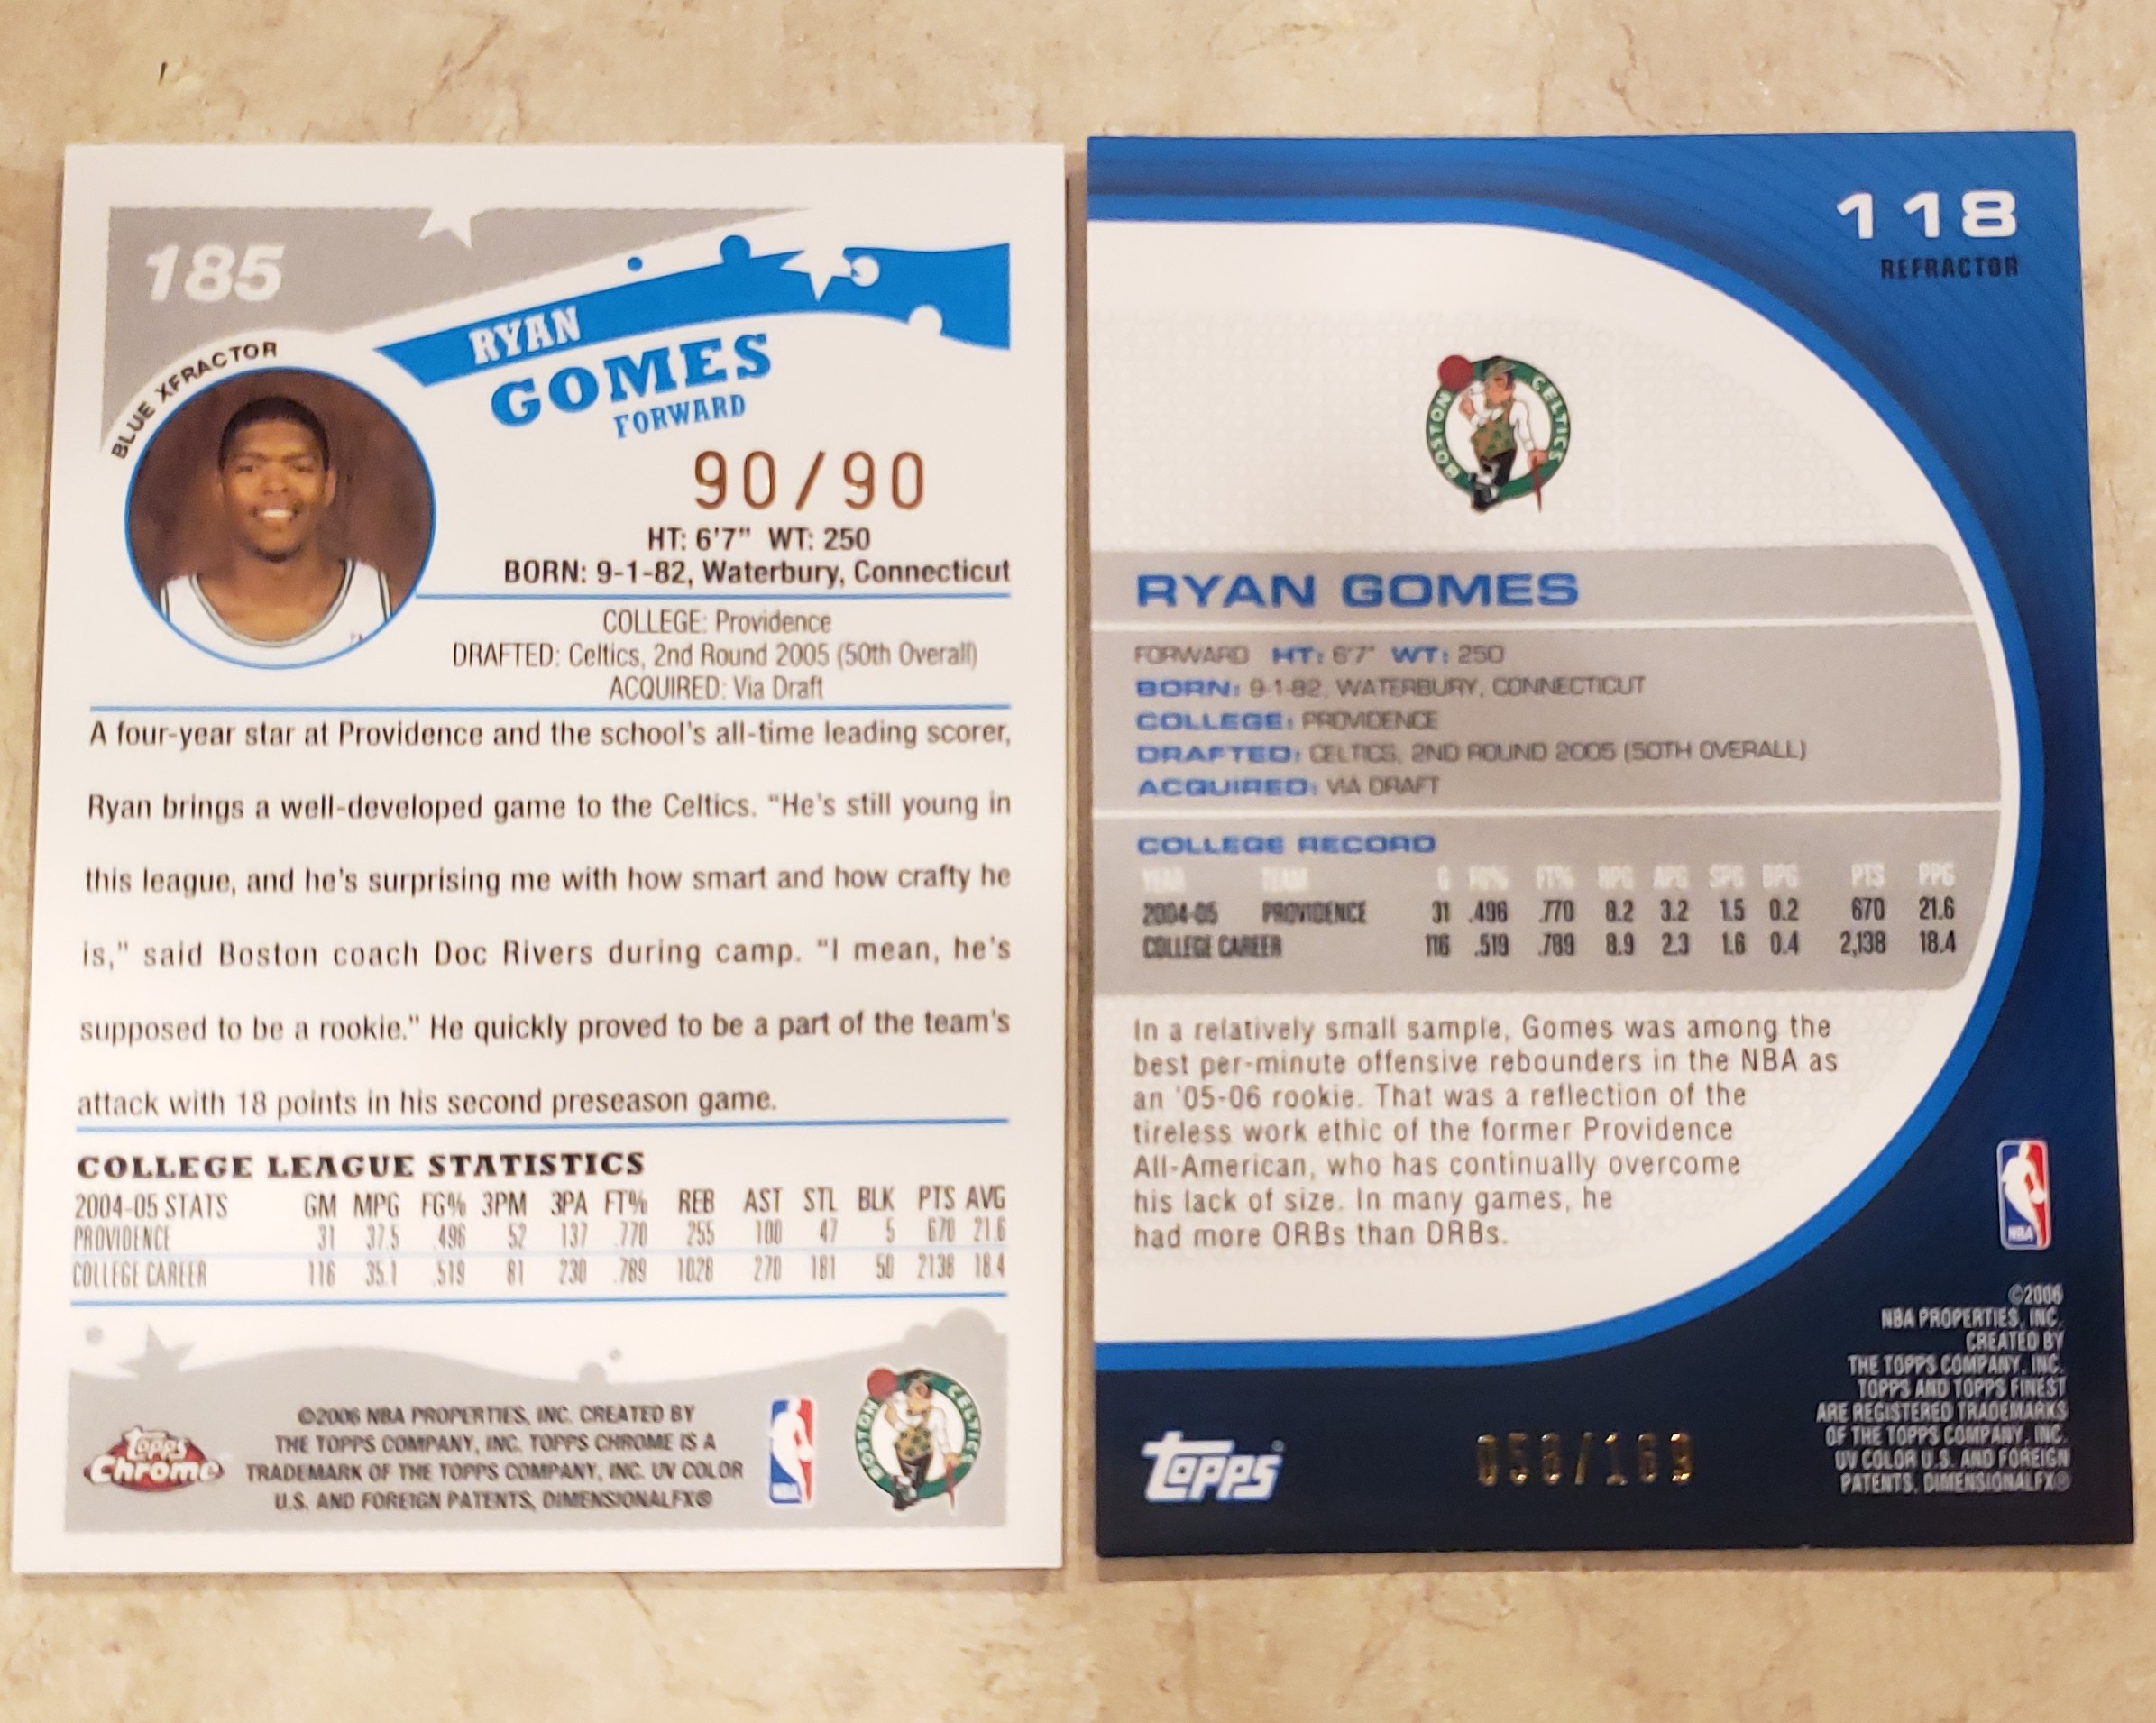 185
BLUE XFRACTOR
RYAN
GOMES
FORWARD
90/90
HT: 6'7" WT: 250
BORN: 9-1-82, Waterbury, Connecticut
COLLEGE: Providence
DRAFTED: Celtics, 2nd Round 2005 (50th Overall)
ACQUIRED: Via Draft
A four-year star at Providence and the school's all-time leading scorer,
Ryan brings a well-developed game to the Celtics. "He's still young in
this league, and he's surprising me with how smart and how crafty he
is," said Boston coach Doc Rivers during camp. "I mean, he's
supposed to be a rookie." He quickly proved to be a part of the team's
attack with 18 points in his second preseason game.
COLLEGE LEAGUE STATISTICS
2004-05 STATS GM MPG FG% 3PM 3PA FT% REB AST STL BLK PTS AVG
PROVIDENCE 31 37.5 .496 52 137 .770 255 100 47 5 670 21.6
COLLEGE CAREER 116 35.1 .519 81 230 .789 1028 270 181 50 2138 18.4
Topps
Chrome
©2006 NBA PROPERTIES, INC. CREATED BY
THE TOPPS COMPANY, INC. TOPPS CHROME IS A
TRADEMARK OF THE TOPPS COMPANY, INC. UV COLOR
U.S. AND FOREIGN PATENTS, DIMENSIONALFX®
NBA
BOSTON CELTICS
118
REFRACTOR
BOSTON CELTICS
RYAN GOMES
FORWARD HT: 6'7" WT: 250
BORN: 9-1-82, WATERBURY, CONNECTICUT
COLLEGE: PROVIDENCE
DRAFTED: CELTICS, 2ND ROUND 2005 (50TH OVERALL)
ACQUIRED: VIA DRAFT
COLLEGE RECORD
YEAR TEAM G FG% FT% RPG APG SPG BPG PTS PPG
2004-05 PROVIDENCE 31 .496 .770 8.2 3.2 1.5 0.2 670 21.6
COLLEGE CAREER 116 .519 .789 8.9 2.3 1.6 0.4 2,138 18.4
In a relatively small sample, Gomes was among the
best per-minute offensive rebounders in the NBA as
an '05-06 rookie. That was a reflection of the
tireless work ethic of the former Providence
All-American, who has continually overcome
his lack of size. In many games, he
had more ORBs than DRBs.
NBA
©2006
NBA PROPERTIES, INC.
CREATED BY
THE TOPPS COMPANY, INC.
TOPPS AND TOPPS FINEST
ARE REGISTERED TRADEMARKS
OF THE TOPPS COMPANY, INC.
UV COLOR U.S. AND FOREIGN
PATENTS, DIMENSIONALFX®
Topps